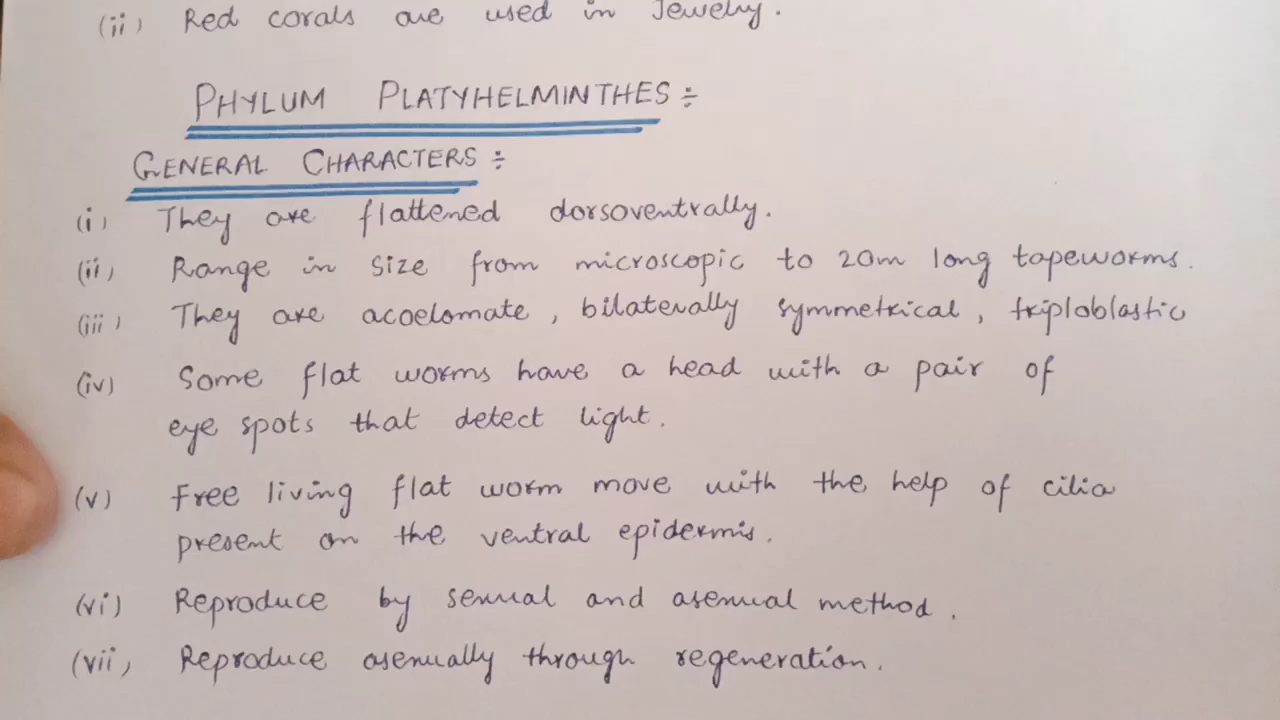 (ii) Red corals are used in Jewelry.
PHYLUM PLATYHELMINTHES ÷
GENERAL CHARACTERS ÷
(i) They are flattened dorsoventrally.
(ii) Range in size from microscopic to 20m long tapeworms.
(iii) They are acoelomate, bilaterally symmetrical, triploblastic
(iv) Some flat worms have a head with a pair of
eye spots that detect light.
(v) Free living flat worm move with the help of cilia
present on the ventral epidermis.
(vi) Reproduce by sexual and asexual method.
(vii) Reproduce asexually through regeneration.